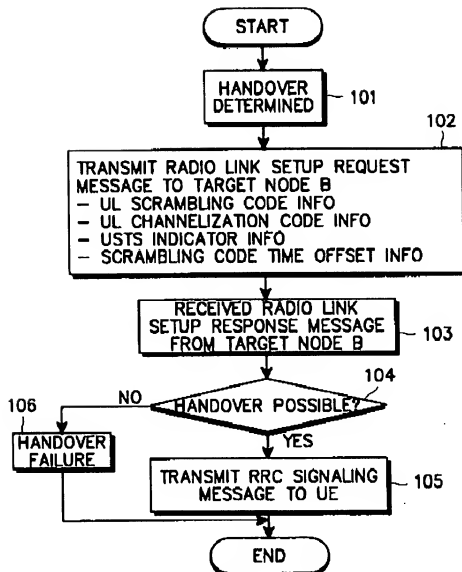 START
HANDOVER
DETERMINED
101
102
TRANSMIT RADIO LINK SETUP REQUEST
MESSAGE TO TARGET NODE B
- UL SCRAMBLING CODE INFO
- UL CHANNELIZATION CODE INFO
- USTS INDICATOR INFO
- SCRAMBLING CODE TIME OFFSET INFO
RECEIVED RADIO LINK
SETUP RESPONSE MESSAGE
FROM TARGET NODE B
103
104
HANDOVER POSSIBLE?
NO
YES
106
HANDOVER
FAILURE
TRANSMIT RRC SIGNALING
MESSAGE TO UE
105
END